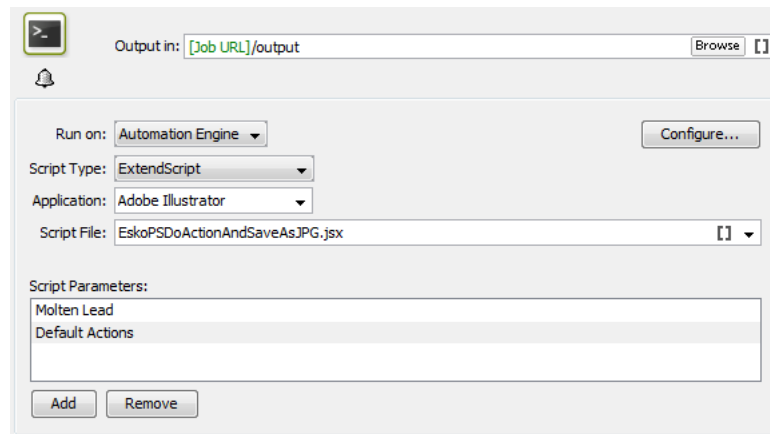 >_
Output in: [Job URL]/output Browse []
Run on: Automation Engine Configure...
Script Type: ExtendScript
Application: Adobe Illustrator
Script File: EskoPSDoActionAndSaveAsJPG.jsx []
Script Parameters:
Molten Lead
Default Actions
Add Remove